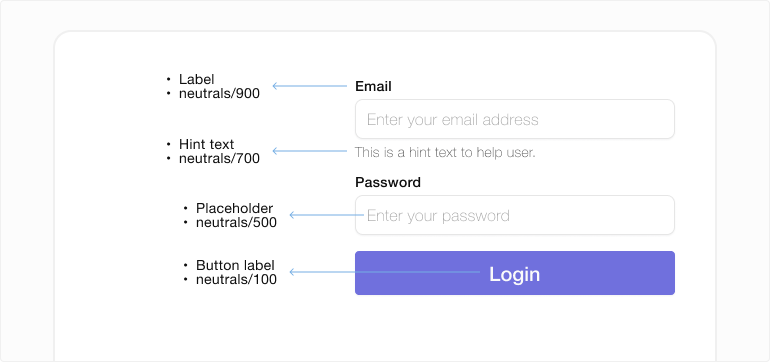 • Label
• neutrals/900
Email
Enter your email address
• Hint text
• neutrals/700
This is a hint text to help user.
Password
• Placeholder
• neutrals/500
Enter your password
• Button label
• neutrals/100
Login